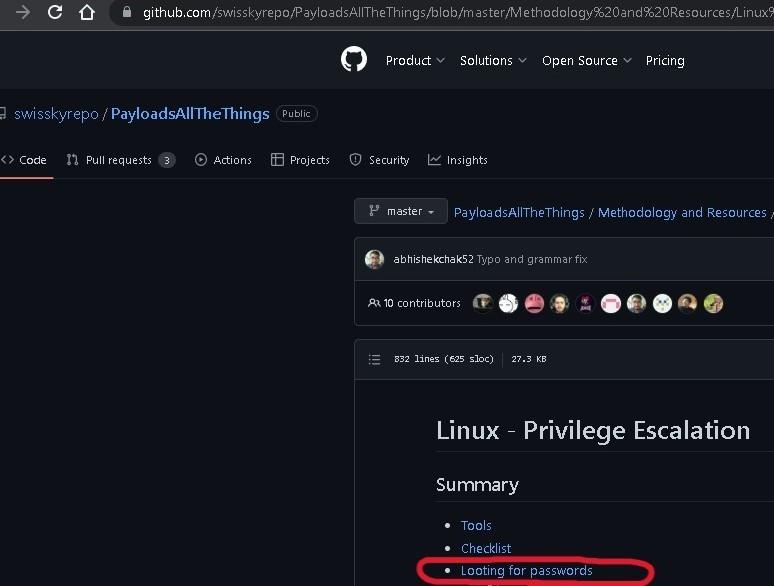 github.com/swisskyrepo/PayloadsAllTheThings/blob/master/Methodology%20and%20Resources/Linux%
Product Solutions Open Source Pricing
swisskyrepo / PayloadsAllTheThings Public
<> Code Pull requests 3 Actions Projects Security Insights
master PayloadsAllTheThings / Methodology and Resources /
abhishekchak52 Typo and grammar fix
10 contributors
832 lines (625 sloc) 27.3 KB
Linux - Privilege Escalation
Summary
• Tools
• Checklist
• Looting for passwords